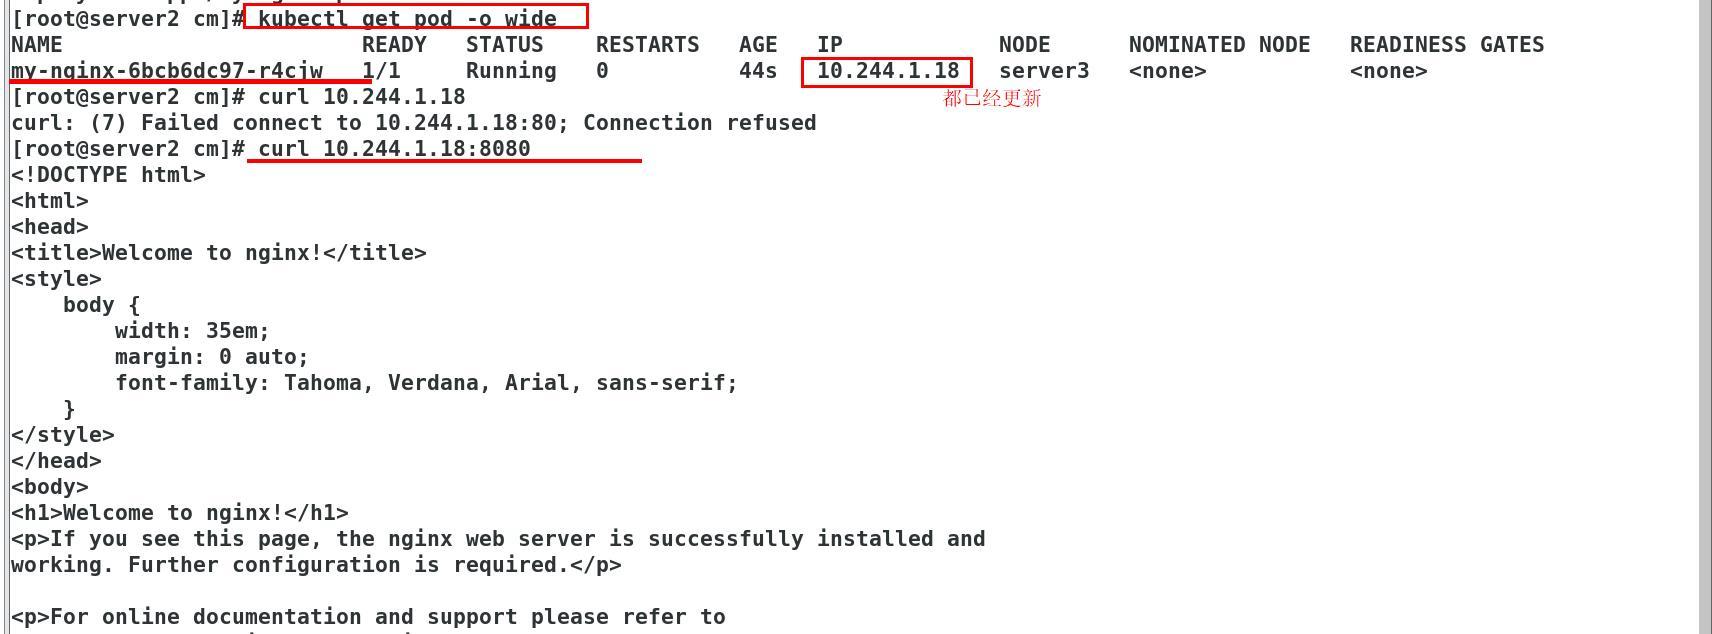 [root@server2 cm]# kubectl get pod -o wide
NAME                       READY   STATUS    RESTARTS   AGE   IP            NODE      NOMINATED NODE   READINESS GATES
my-nginx-6bcb6dc97-r4cjw   1/1     Running   0          44s   10.244.1.18   server3   <none>           <none>
[root@server2 cm]# curl 10.244.1.18
都已经更新
curl: (7) Failed connect to 10.244.1.18:80; Connection refused
[root@server2 cm]# curl 10.244.1.18:8080
<!DOCTYPE html>
<html>
<head>
<title>Welcome to nginx!</title>
<style>
    body {
        width: 35em;
        margin: 0 auto;
        font-family: Tahoma, Verdana, Arial, sans-serif;
    }
</style>
</head>
<body>
<h1>Welcome to nginx!</h1>
<p>If you see this page, the nginx web server is successfully installed and
working. Further configuration is required.</p>
<p>For online documentation and support please refer to